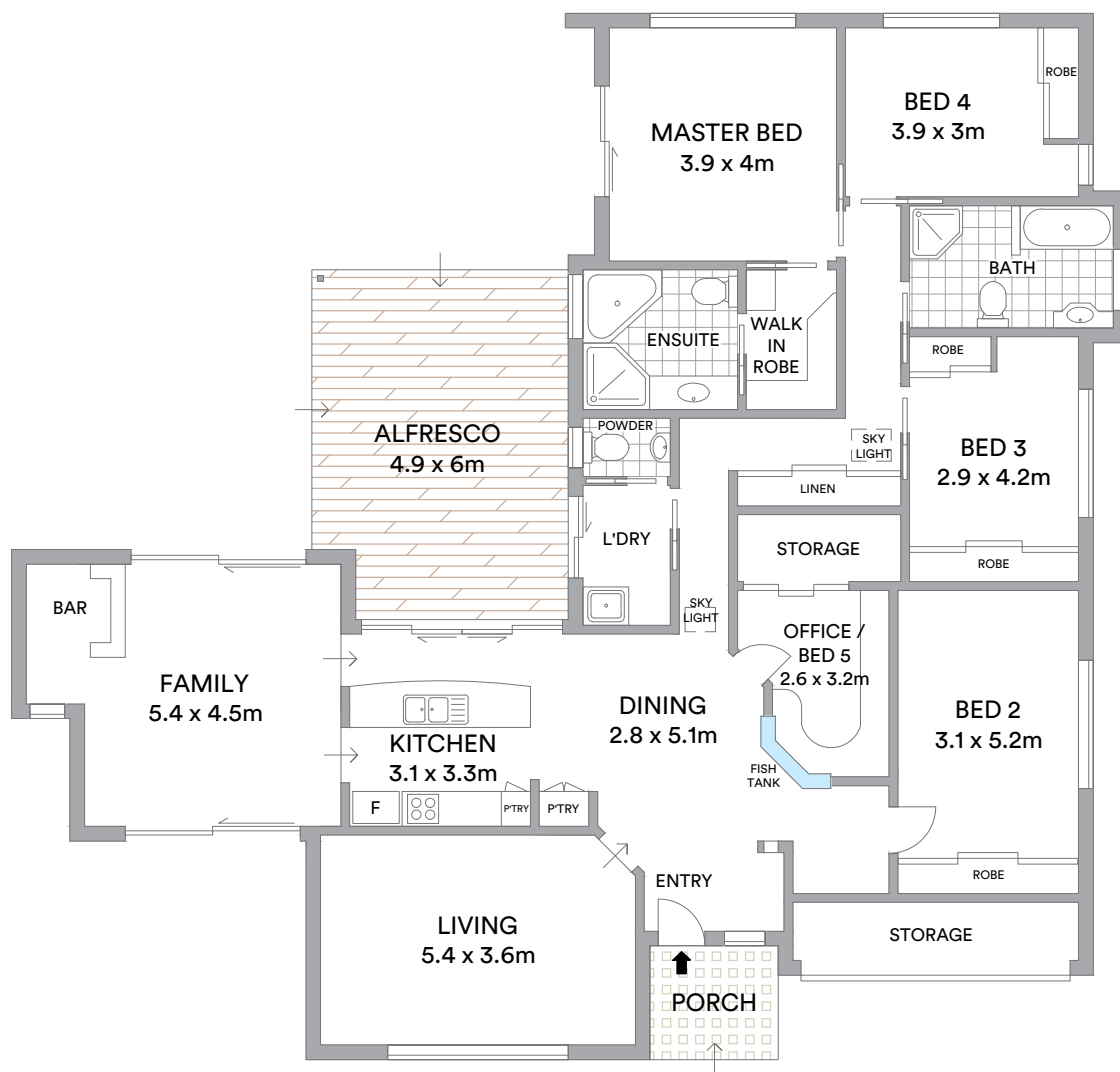 MASTER BED
3.9 x 4m
BED 4
3.9 x 3m
ROBE
BATH
ENSUITE
WALK
IN
ROBE
ROBE
ALFRESCO
4.9 x 6m
POWDER
SKY
LIGHT
BED 3
2.9 x 4.2m
LINEN
L'DRY
STORAGE
ROBE
BAR
SKY
LIGHT
OFFICE /
BED 5
2.6 x 3.2m
FAMILY
5.4 x 4.5m
DINING
2.8 x 5.1m
BED 2
3.1 x 5.2m
KITCHEN
3.1 x 3.3m
FISH
TANK
F
P'TRY
P'TRY
ENTRY
ROBE
LIVING
5.4 x 3.6m
STORAGE
PORCH